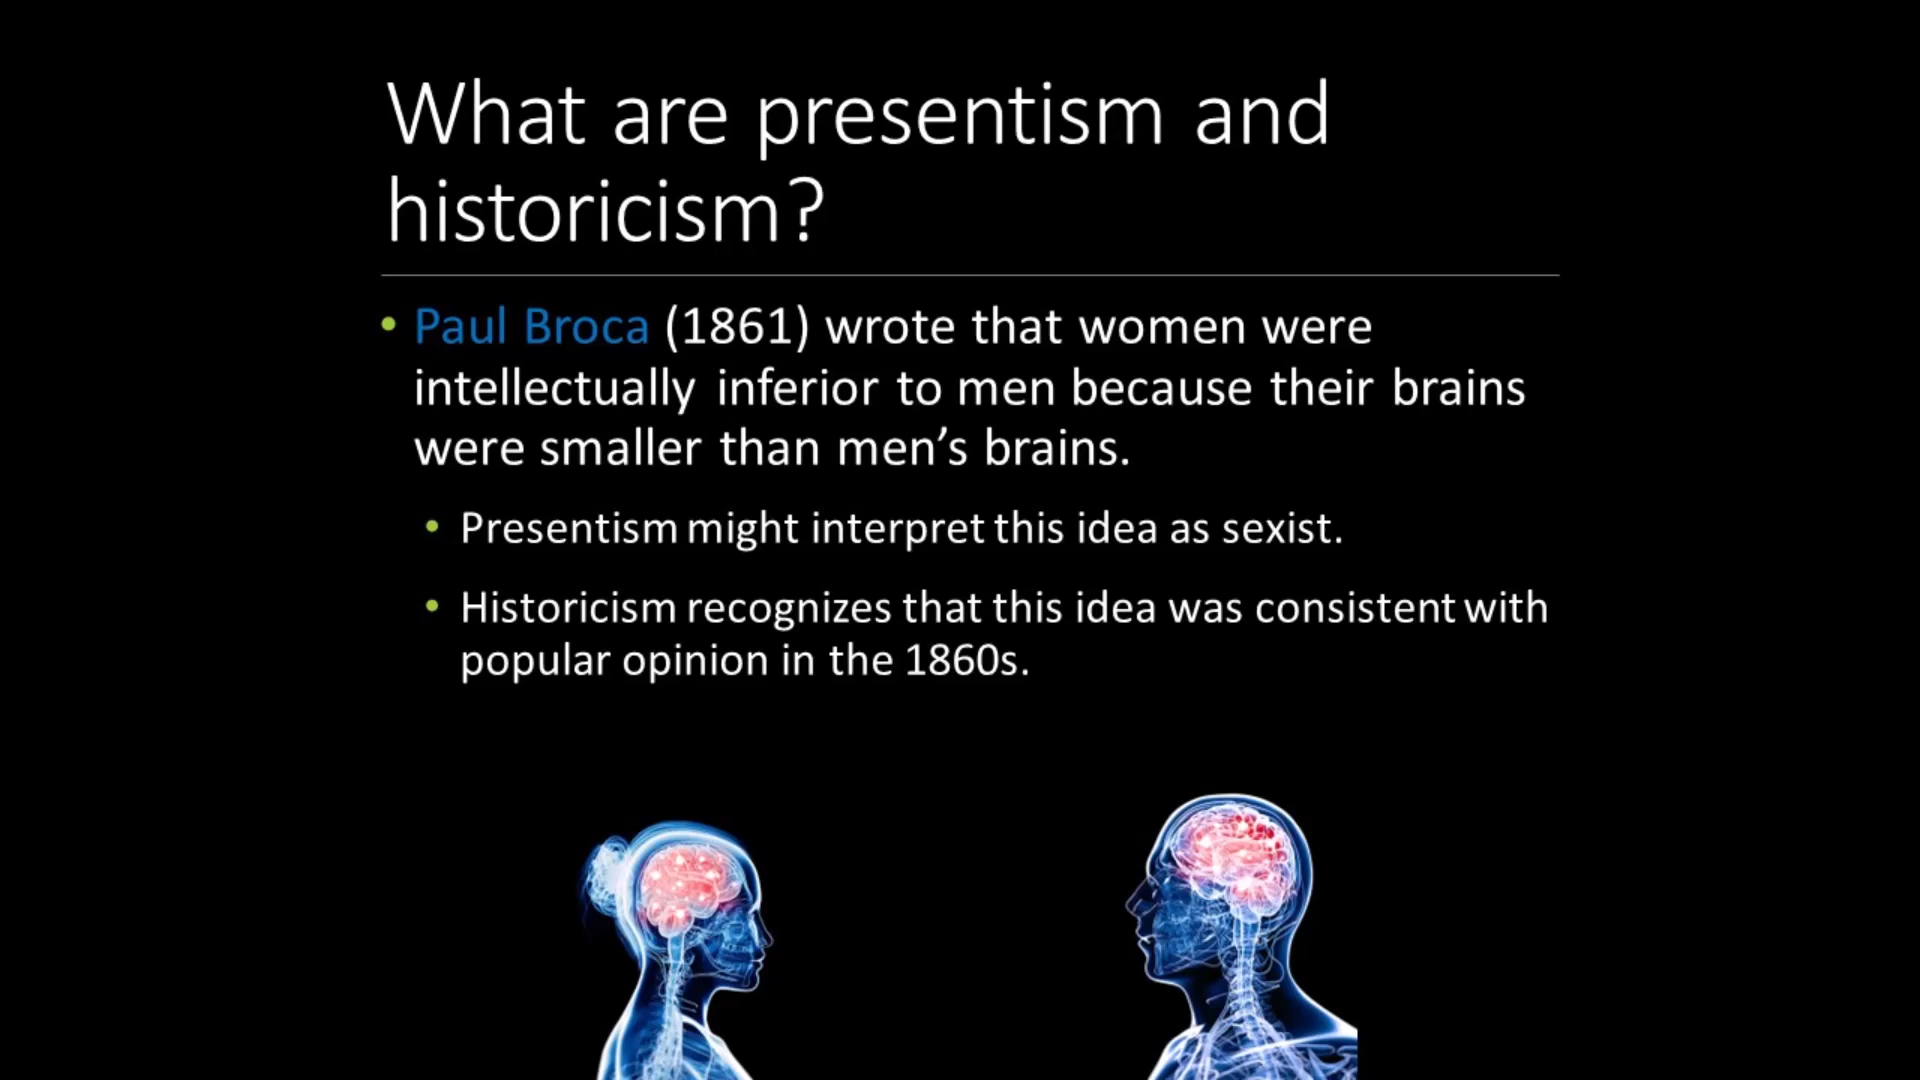 What are presentism and
historicism?
• Paul Broca (1861) wrote that women were
intellectually inferior to men because their brains
were smaller than men’s brains.
• Presentism might interpret this idea as sexist.
• Historicism recognizes that this idea was consistent with
popular opinion in the 1860s.